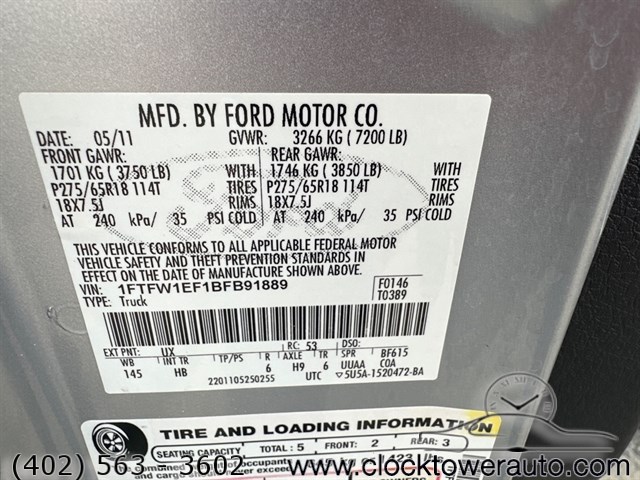 MFD. BY FORD MOTOR CO.
DATE: 05/11 GVWR: 3266 KG ( 7200 LB)
FRONT GAWR: REAR GAWR:
1701 KG ( 3750 LB) WITH 1746 KG ( 3850 LB) WITH
P275/65R18 114T TIRES P275/65R18 114T TIRES
18X7.5J RIMS 18X7.5J RIMS
AT 240 kPa/ 35 PSI COLD AT 240 kPa/ 35 PSI COLD
THIS VEHICLE CONFORMS TO ALL APPLICABLE FEDERAL MOTOR
VEHICLE SAFETY AND THEFT PREVENTION STANDARDS IN
EFFECT ON THE DATE OF MANUFACTURE SHOWN ABOVE.
VIN: 1FTFW1EF1BFB91889 F0146
TYPE: Truck T0389
EXT PNT: UX RC: 53 DSO:
WB INT TR TP/PS R AXLE TR SPR BF615
145 HB 6 H9 6 UUAA COA
2201105250255 UTC 5U5A-1520472-BA
TIRE AND LOADING INFORMATION
SEATING CAPACITY TOTAL: 5 FRONT: 2 REAR: 3
of occupants
and cargo should
(402) 563-3602 www.clocktowerauto.com